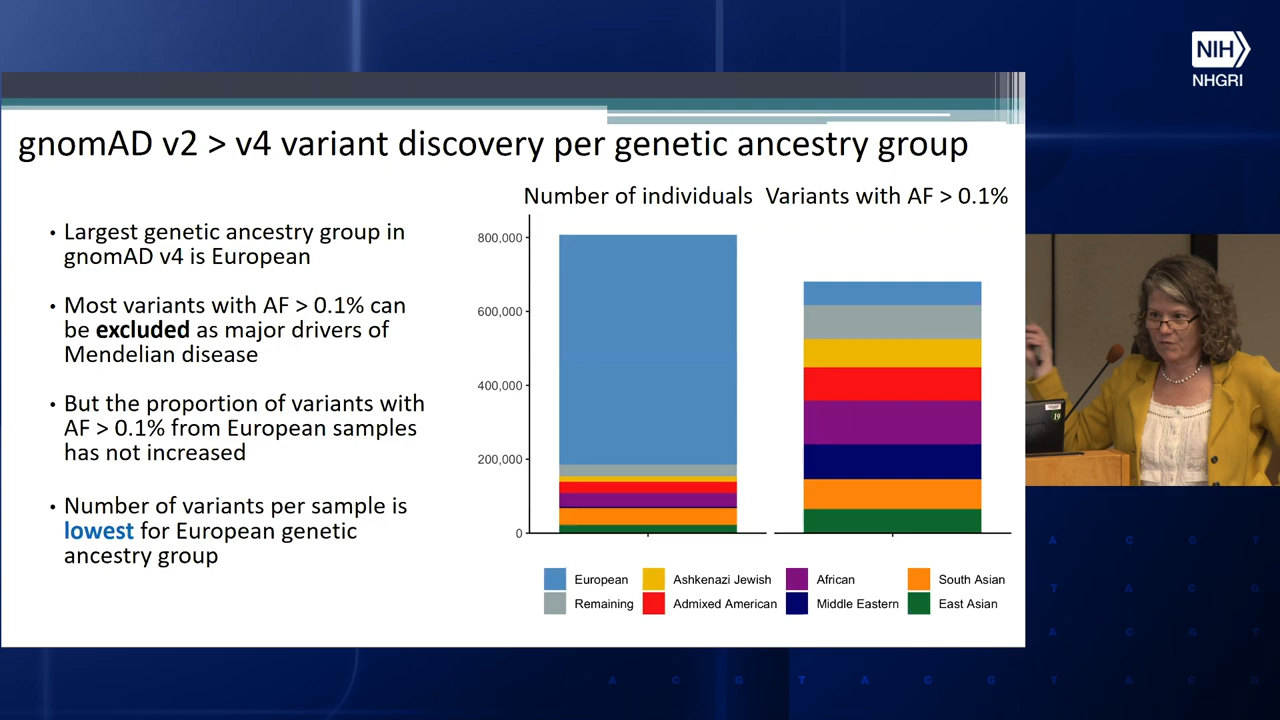 NIH
NHGRI
gnomAD v2 > v4 variant discovery per genetic ancestry group
• Largest genetic ancestry group in
gnomAD v4 is European
• Most variants with AF > 0.1% can
be excluded as major drivers of
Mendelian disease
• But the proportion of variants with
AF > 0.1% from European samples
has not increased
• Number of variants per sample is
lowest for European genetic
ancestry group
Number of individuals
Variants with AF > 0.1%
800,000
600,000
400,000
200,000
0
European
Ashkenazi Jewish
African
South Asian
Remaining
Admixed American
Middle Eastern
East Asian
19
A C G T
A C G T
A C G T
A C G T A C G T A C G